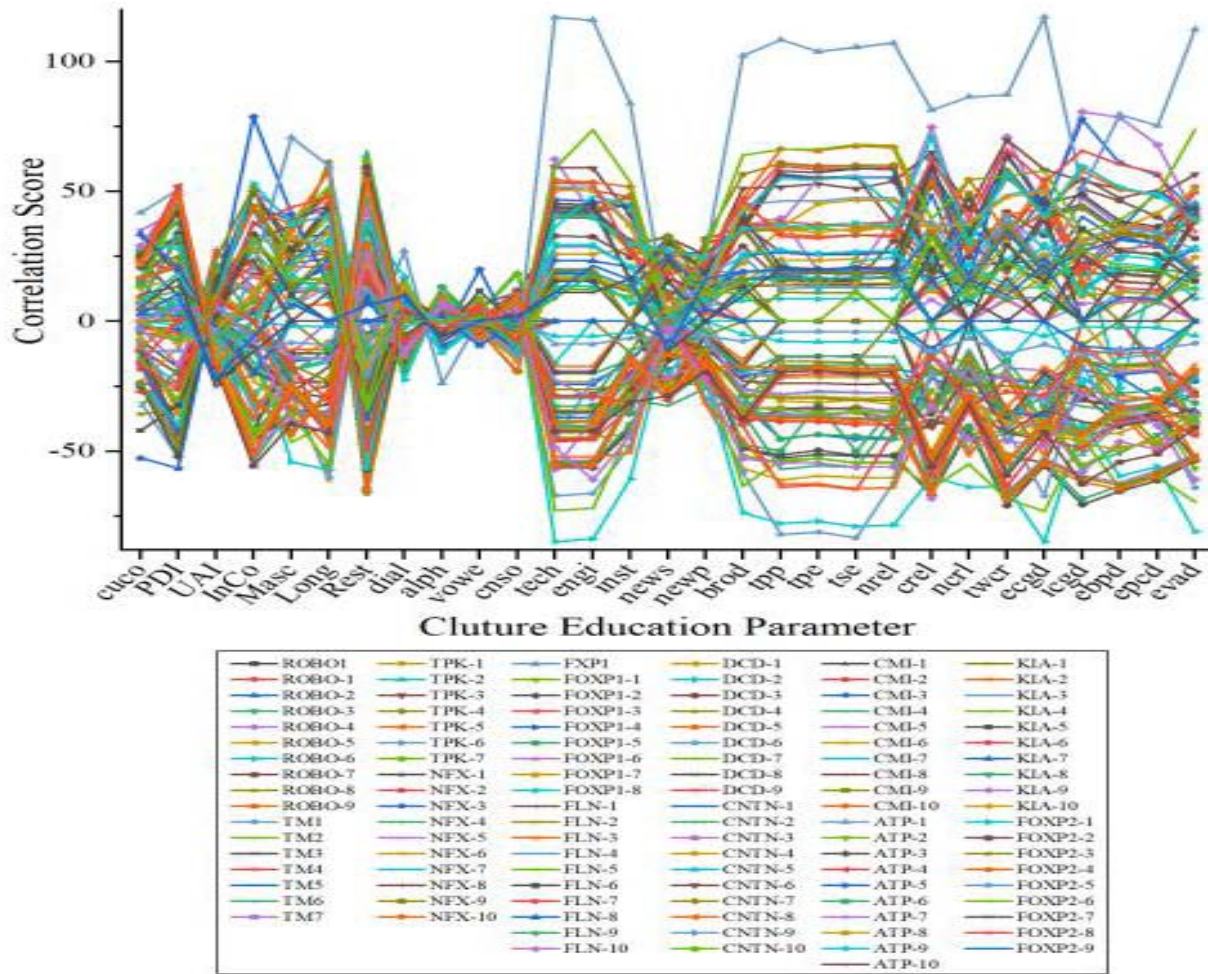 Correlation Score
100
50
0
-50
cuco PDI UAI InCo Masc Long Rest dial alph vowe cnso tech engi inst news newp brod tpp tpe tse nrel crel ncrl twcr ecgd icgd ebpd epcd evad
Cluture Education Parameter
ROBO1 TPK-1 FXP1 DCD-1 CMI-1 KIA-1
ROBO-1 TPK-2 FOXP1-1 DCD-2 CMI-2 KIA-2
ROBO-2 TPK-3 FOXP1-2 DCD-3 CMI-3 KIA-3
ROBO-3 TPK-4 FOXP1-3 DCD-4 CMI-4 KIA-4
ROBO-4 TPK-5 FOXP1-4 DCD-5 CMI-5 KIA-5
ROBO-5 TPK-6 FOXP1-5 DCD-6 CMI-6 KIA-6
ROBO-6 TPK-7 FOXP1-6 DCD-7 CMI-7 KIA-7
ROBO-7 NFX-1 FOXP1-7 DCD-8 CMI-8 KIA-8
ROBO-8 NFX-2 FOXP1-8 DCD-9 CMI-9 KIA-9
ROBO-9 NFX-3 FLN-1 CNTN-1 CMI-10 KIA-10
TM1 NFX-4 FLN-2 CNTN-2 ATP-1 FOXP2-1
TM2 NFX-5 FLN-3 CNTN-3 ATP-2 FOXP2-2
TM3 NFX-6 FLN-4 CNTN-4 ATP-3 FOXP2-3
TM4 NFX-7 FLN-5 CNTN-5 ATP-4 FOXP2-4
TM5 NFX-8 FLN-6 CNTN-6 ATP-5 FOXP2-5
TM6 NFX-9 FLN-7 CNTN-7 ATP-6 FOXP2-6
TM7 NFX-10 FLN-8 CNTN-8 ATP-7 FOXP2-7
FLN-9 CNTN-9 ATP-8 FOXP2-8
FLN-10 CNTN-10 ATP-9 FOXP2-9
ATP-10